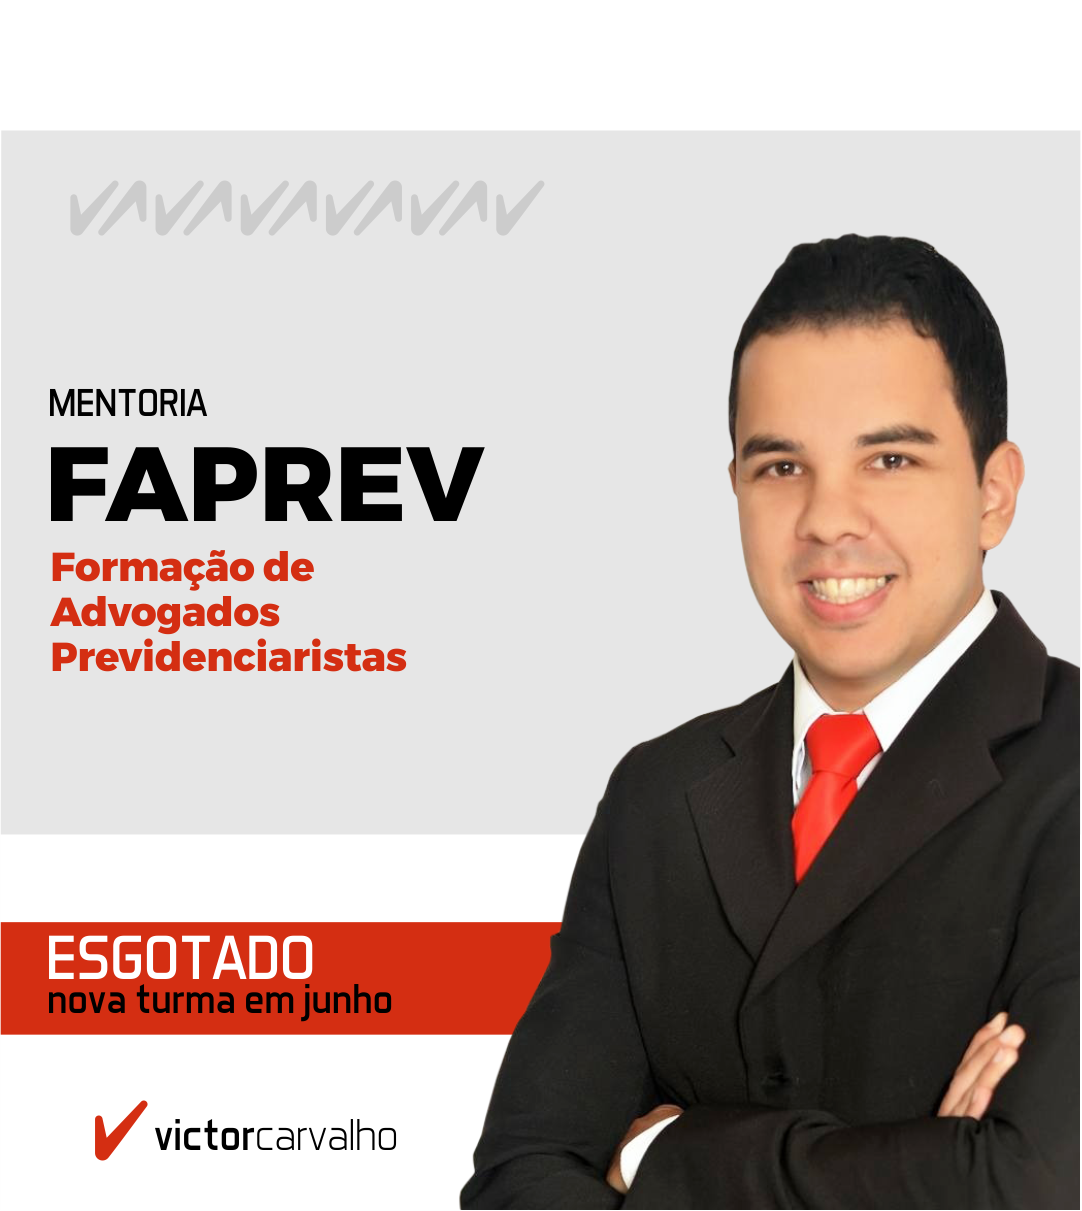 MENTORIA
FAPREV
Formação de
Advogados
Previdenciaristas
ESGOTADO
nova turma em junho
victorcarvalho